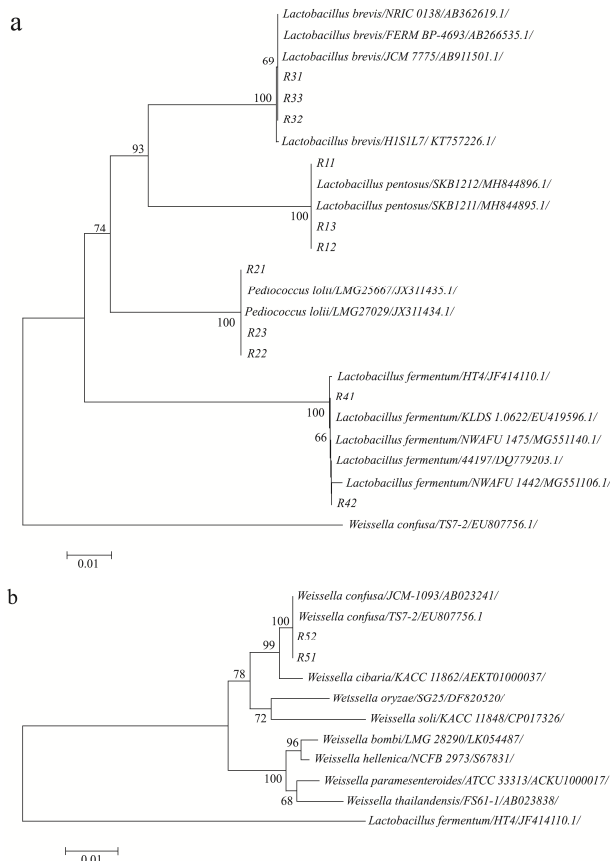 a
Lactobacillus brevis/NRIC 0138/AB362619.1/
Lactobacillus brevis/FERM BP-4693/AB266535.1/
Lactobacillus brevis/JCM 7775/AB911501.1/
69
R31
100
R33
R32
Lactobacillus brevis/H1S1L7/ KT757226.1/
93
R11
Lactobacillus pentosus/SKB1212/MH844896.1/
Lactobacillus pentosus/SKB1211/MH844895.1/
100
R13
R12
74
R21
Pediococcus lolii/LMG25667/JX311435.1/
Pediococcus lolii/LMG27029/JX311434.1/
100
R23
R22
Lactobacillus fermentum/HT4/JF414110.1/
R41
100
Lactobacillus fermentum/KLDS 1.0622/EU419596.1/
66
Lactobacillus fermentum/NWAFU 1475/MG551140.1/
Lactobacillus fermentum/44197/DQ779203.1/
Lactobacillus fermentum/NWAFU 1442/MG551106.1/
R42
Weissella confusa/TS7-2/EU807756.1/
0.01
b
Weissella confusa/JCM-1093/AB023241/
Weissella confusa/TS7-2/EU807756.1
100
R52
99
R51
78
Weissella cibaria/KACC 11862/AEKT01000037/
Weissella oryzae/SG25/DF820520/
72
Weissella soli/KACC 11848/CP017326/
96
Weissella bombi/LMG 28290/LK054487/
Weissella hellenica/NCFB 2973/S67831/
100
Weissella paramesenteroides/ATCC 33313/ACKU1000017/
68
Weissella thailandensis/FS61-1/AB023838/
Lactobacillus fermentum/HT4/JF414110.1/
0.01